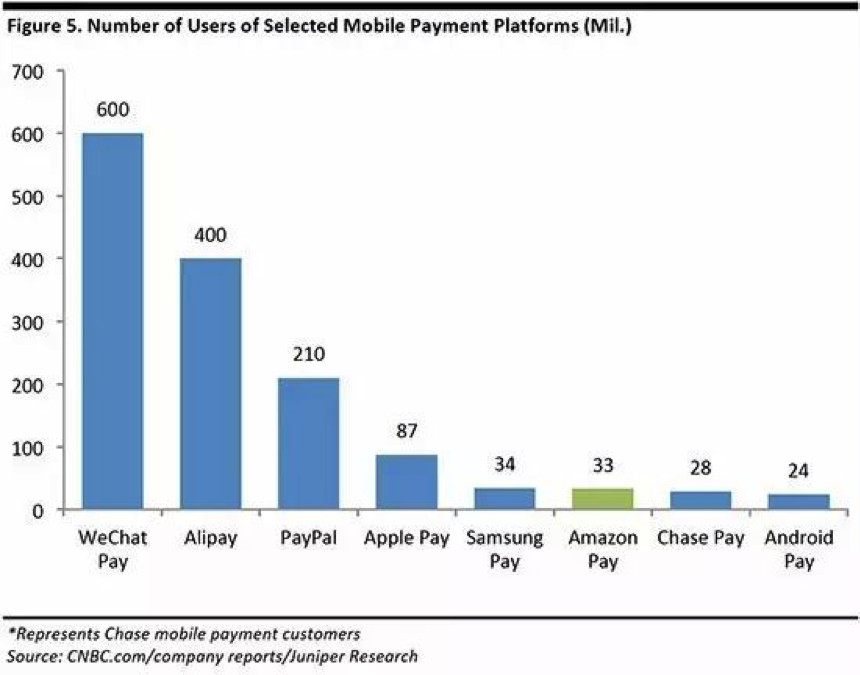 Figure 5. Number of Users of Selected Mobile Payment Platforms (Mil.)
700
600
500
400
300
200
100
0
600
400
210
87
34
33
28
24
WeChat Pay
Alipay
PayPal
Apple Pay
Samsung Pay
Amazon Pay
Chase Pay
Android Pay
*Represents Chase mobile payment customers
Source: CNBC.com/company reports/Juniper Research